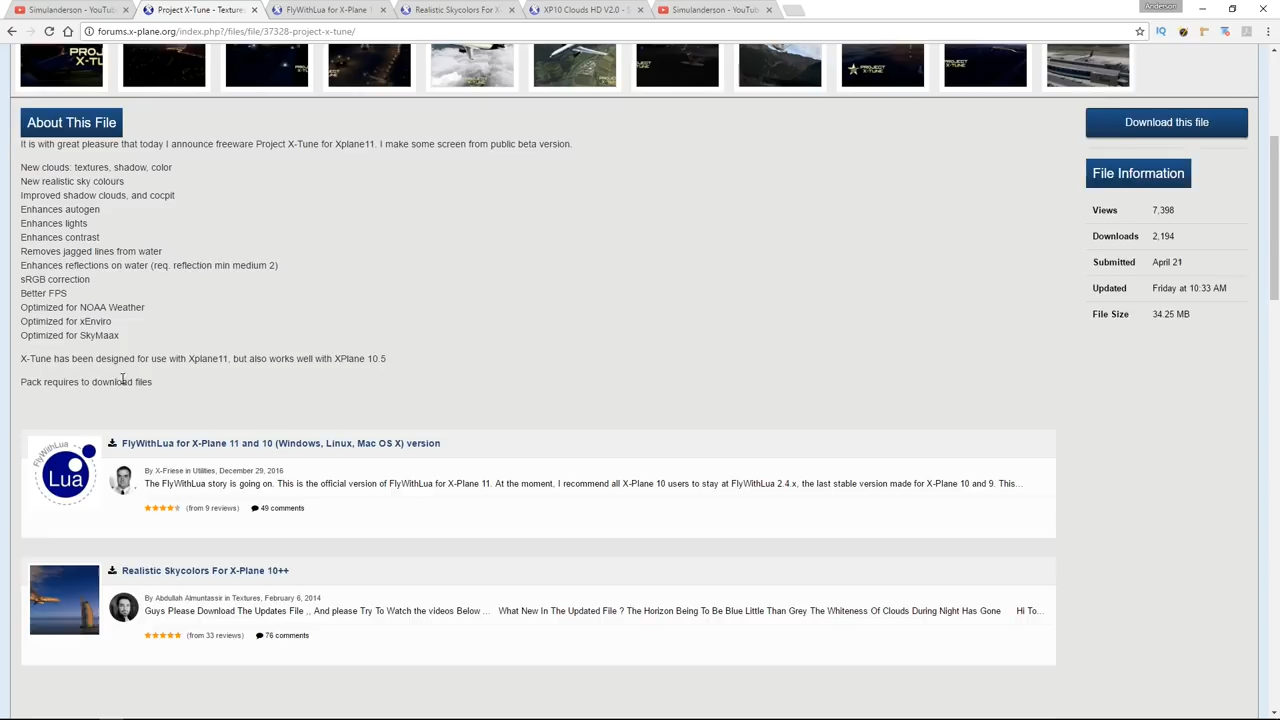 Simulanderson - YouTub
Project X-Tune - Texture
FlyWithLua for X-Plane 1
Realistic Skycolors For X
XP10 Clouds HD V2.0 - S
Simulanderson - YouTub
Anderson
forums.x-plane.org/index.php?/files/file/37328-project-x-tune/
PROJECT
X-TUNE
About This File
It is with great pleasure that today I announce freeware Project X-Tune for Xplane11. I make some screen from public beta version.
New clouds: textures, shadow, color
New realistic sky colours
Improved shadow clouds, and cocpit
Enhances autogen
Enhances lights
Enhances contrast
Removes jagged lines from water
Enhances reflections on water (req. reflection min medium 2)
sRGB correction
Better FPS
Optimized for NOAA Weather
Optimized for xEnviro
Optimized for SkyMaax
X-Tune has been designed for use with Xplane11, but also works well with XPlane 10.5
Pack requires to download files
FlyWithLua
Lua
FlyWithLua for X-Plane 11 and 10 (Windows, Linux, Mac OS X) version
By X-Friese in Utilities, December 29, 2016
The FlyWithLua story is going on. This is the official version of FlyWithLua for X-Plane 11. At the moment, I recommend all X-Plane 10 users to stay at FlyWithLua 2.4.x, the last stable version made for X-Plane 10 and 9. This...
(from 9 reviews) 49 comments
Realistic Skycolors For X-Plane 10++
By Abdullah Almuntassir in Textures, February 6, 2014
Guys Please Download The Updates File ,, And please Try To Watch the videos Below ... What New In The Updated File ? The Horizon Being To Be Blue Little Than Grey The Whiteness Of Clouds During Night Has Gone Hi To...
(from 33 reviews) 76 comments
Download this file
File Information
Views 7,398
Downloads 2,194
Submitted April 21
Updated Friday at 10:33 AM
File Size 34.25 MB